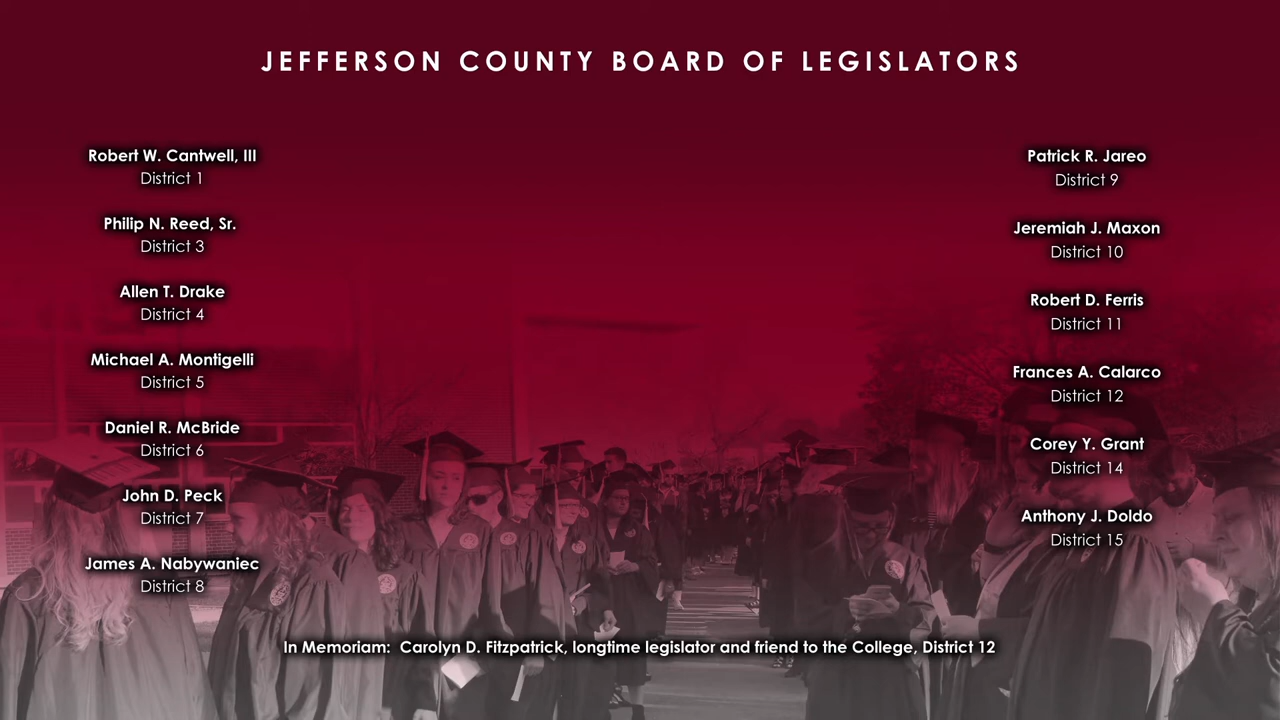 JEFFERSON COUNTY BOARD OF LEGISLATORS
Robert W. Cantwell, III
District 1
Philip N. Reed, Sr.
District 3
Allen T. Drake
District 4
Michael A. Montigelli
District 5
Daniel R. McBride
District 6
John D. Peck
District 7
James A. Nabywaniec
District 8
Patrick R. Jareo
District 9
Jeremiah J. Maxon
District 10
Robert D. Ferris
District 11
Frances A. Calarco
District 12
Corey Y. Grant
District 14
Anthony J. Doldo
District 15
In Memoriam: Carolyn D. Fitzpatrick, longtime legislator and friend to the College, District 12